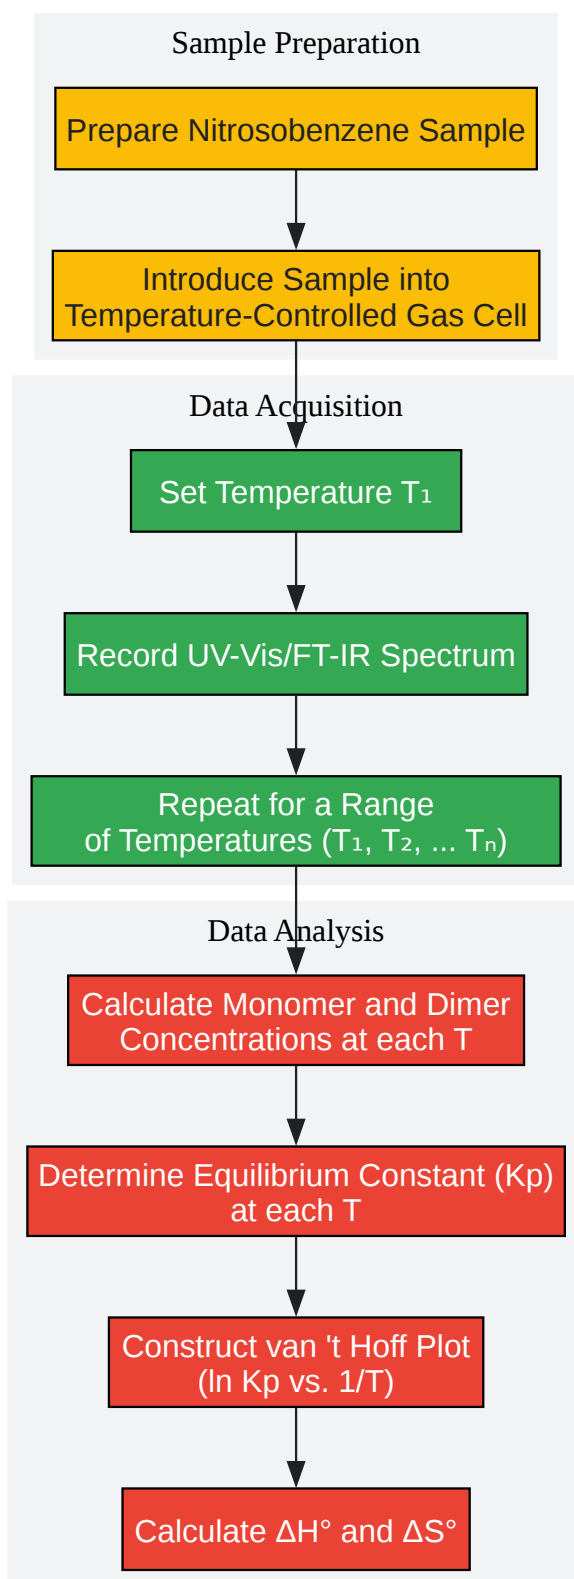 Sample Preparation
Prepare Nitrosobenzene Sample
Introduce Sample into
Temperature-Controlled Gas Cell
Data Acquisition
Set Temperature T₁
Record UV-Vis/FT-IR Spectrum
Repeat for a Range
of Temperatures (T₁, T₂, ... Tₙ)
Data Analysis
Calculate Monomer and Dimer
Concentrations at each T
Determine Equilibrium Constant (Kp)
at each T
Construct van 't Hoff Plot
(ln Kp vs. 1/T)
Calculate ΔH° and ΔS°